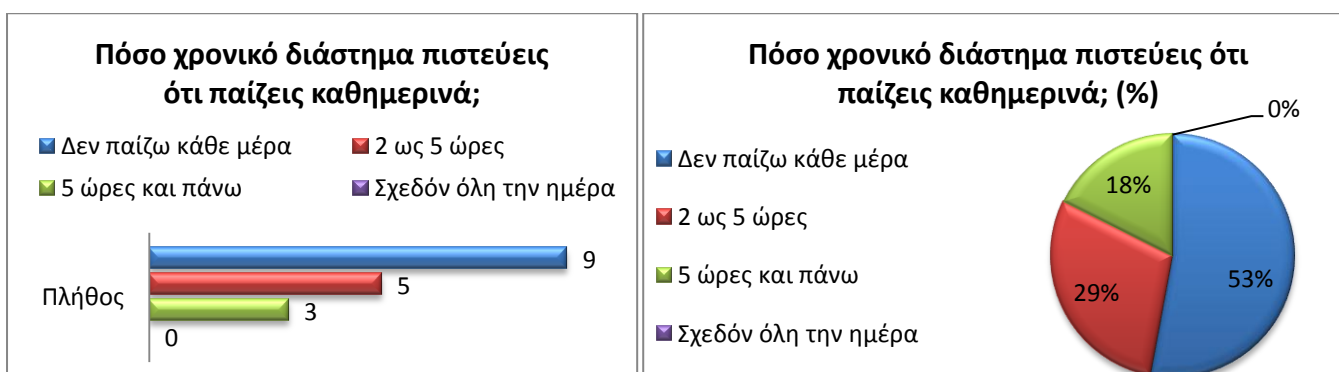 Πόσο χρονικό διάστημα πιστεύεις
ότι παίζεις καθημερινά;
Δεν παίζω κάθε μέρα
2 ως 5 ώρες
5 ώρες και πάνω
Σχεδόν όλη την ημέρα
Πλήθος
9
5
3
0
Πόσο χρονικό διάστημα πιστεύεις ότι
παίζεις καθημερινά; (%)
Δεν παίζω κάθε μέρα
2 ως 5 ώρες
5 ώρες και πάνω
Σχεδόν όλη την ημέρα
0%
18%
29%
53%